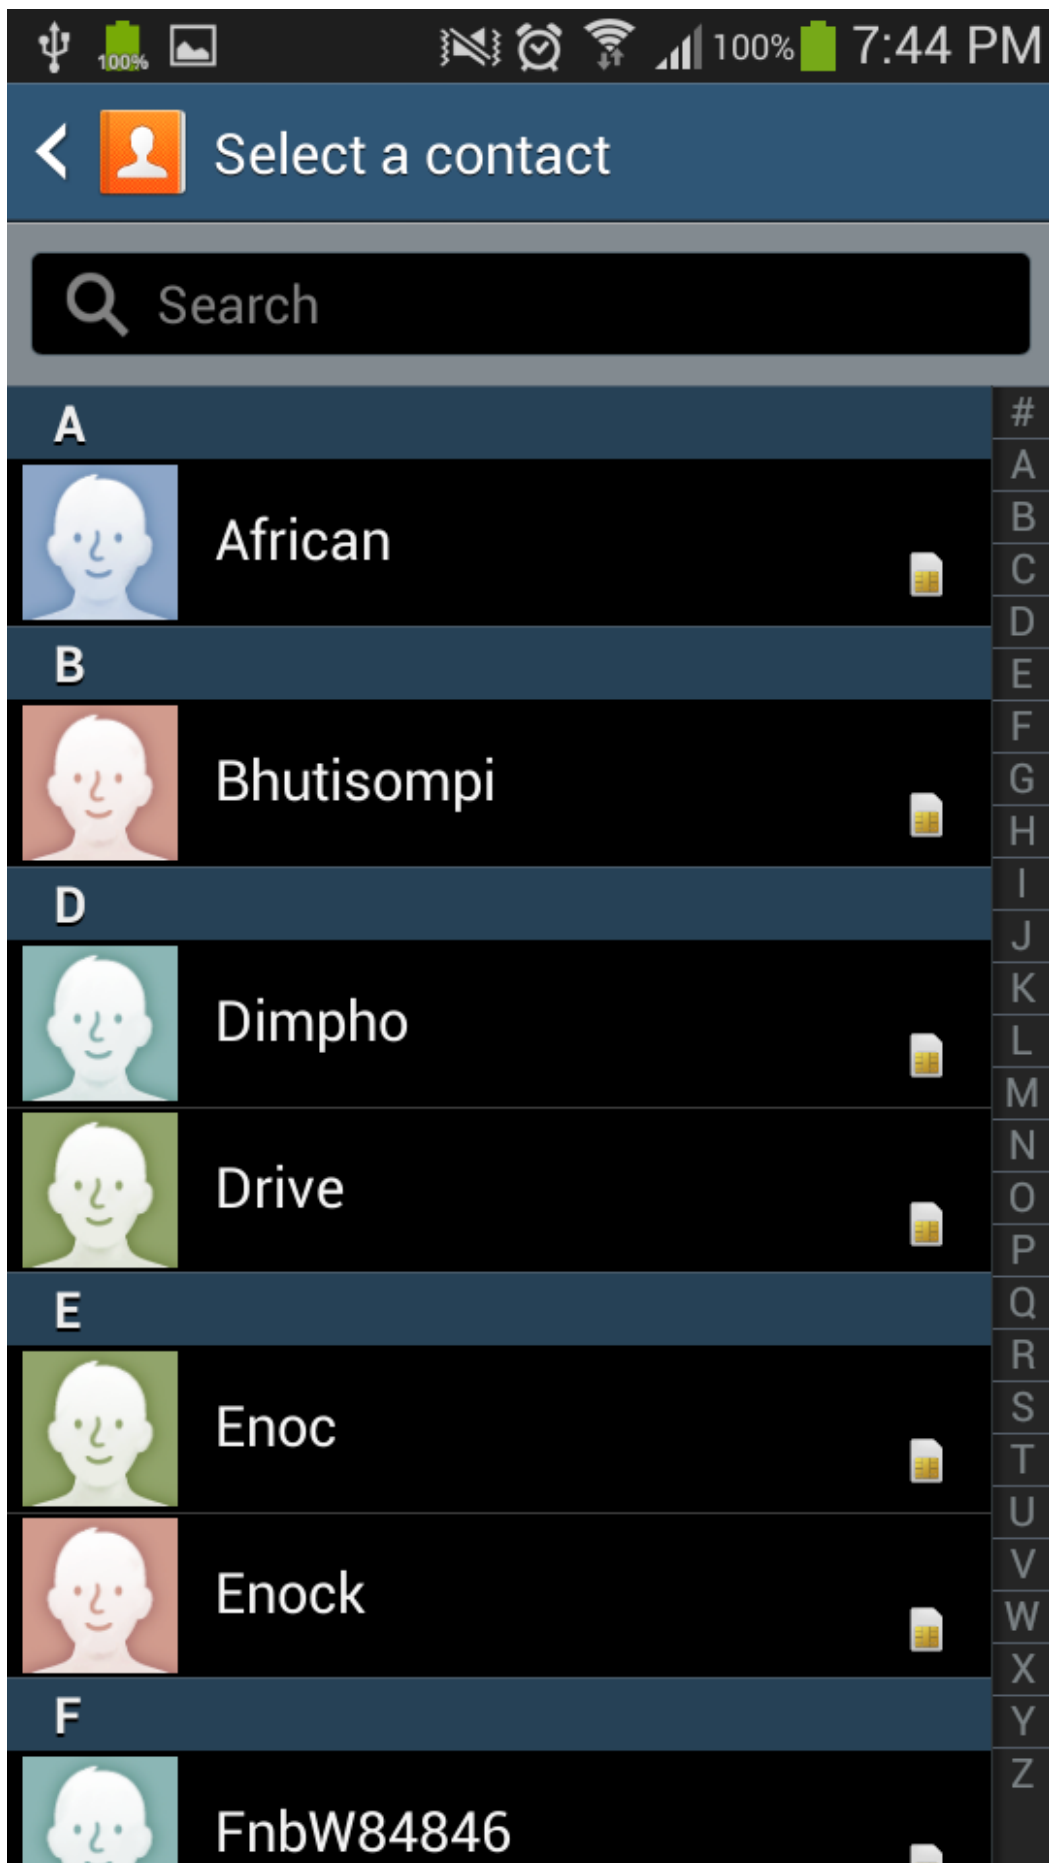 100% 100% 7:44 PM
Select a contact
Search
A
African
B
Bhutisompi
D
Dimpho
Drive
E
Enoc
Enock
F
FnbW84846
#
A
B
C
D
E
F
G
H
I
J
K
L
M
N
O
P
Q
R
S
T
U
V
W
X
Y
Z